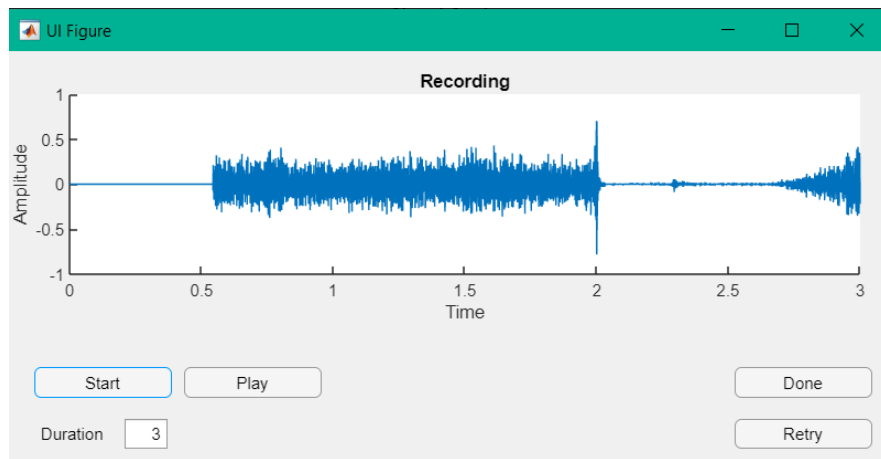 UI Figure
Recording
Amplitude
1
0.5
0
-0.5
-1
0 0.5 1 1.5 2 2.5 3
Time
Start Play Done
Duration 3 Retry